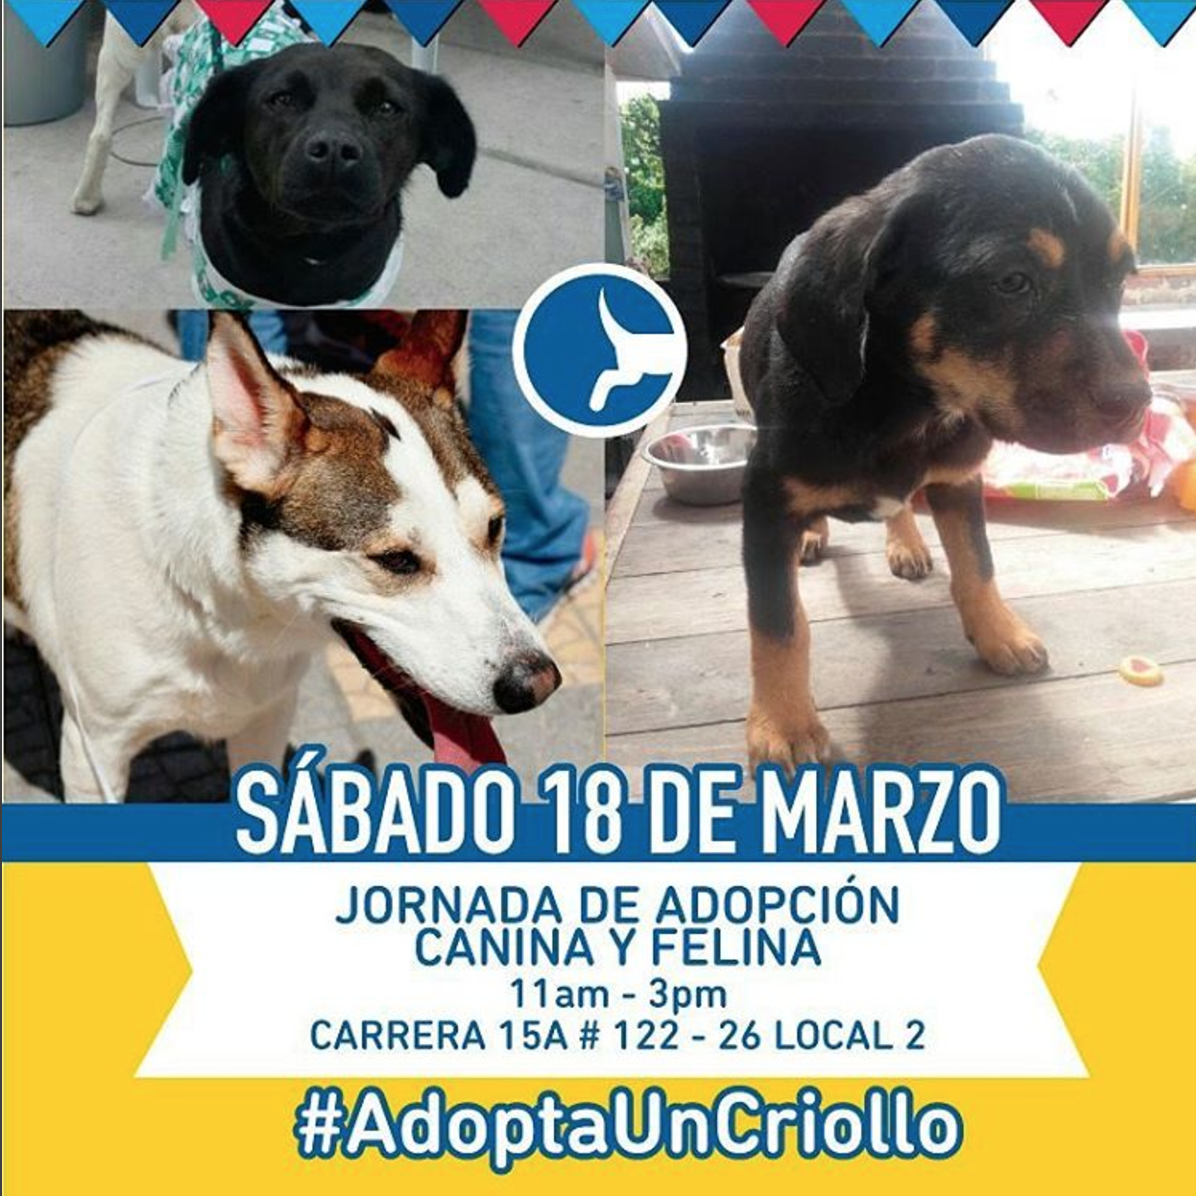 SÁBADO 18 DE MARZO
JORNADA DE ADOPCIÓN
CANINA Y FELINA
11am - 3pm
CARRERA 15A # 122 - 26 LOCAL 2
#AdoptaUnCriollo